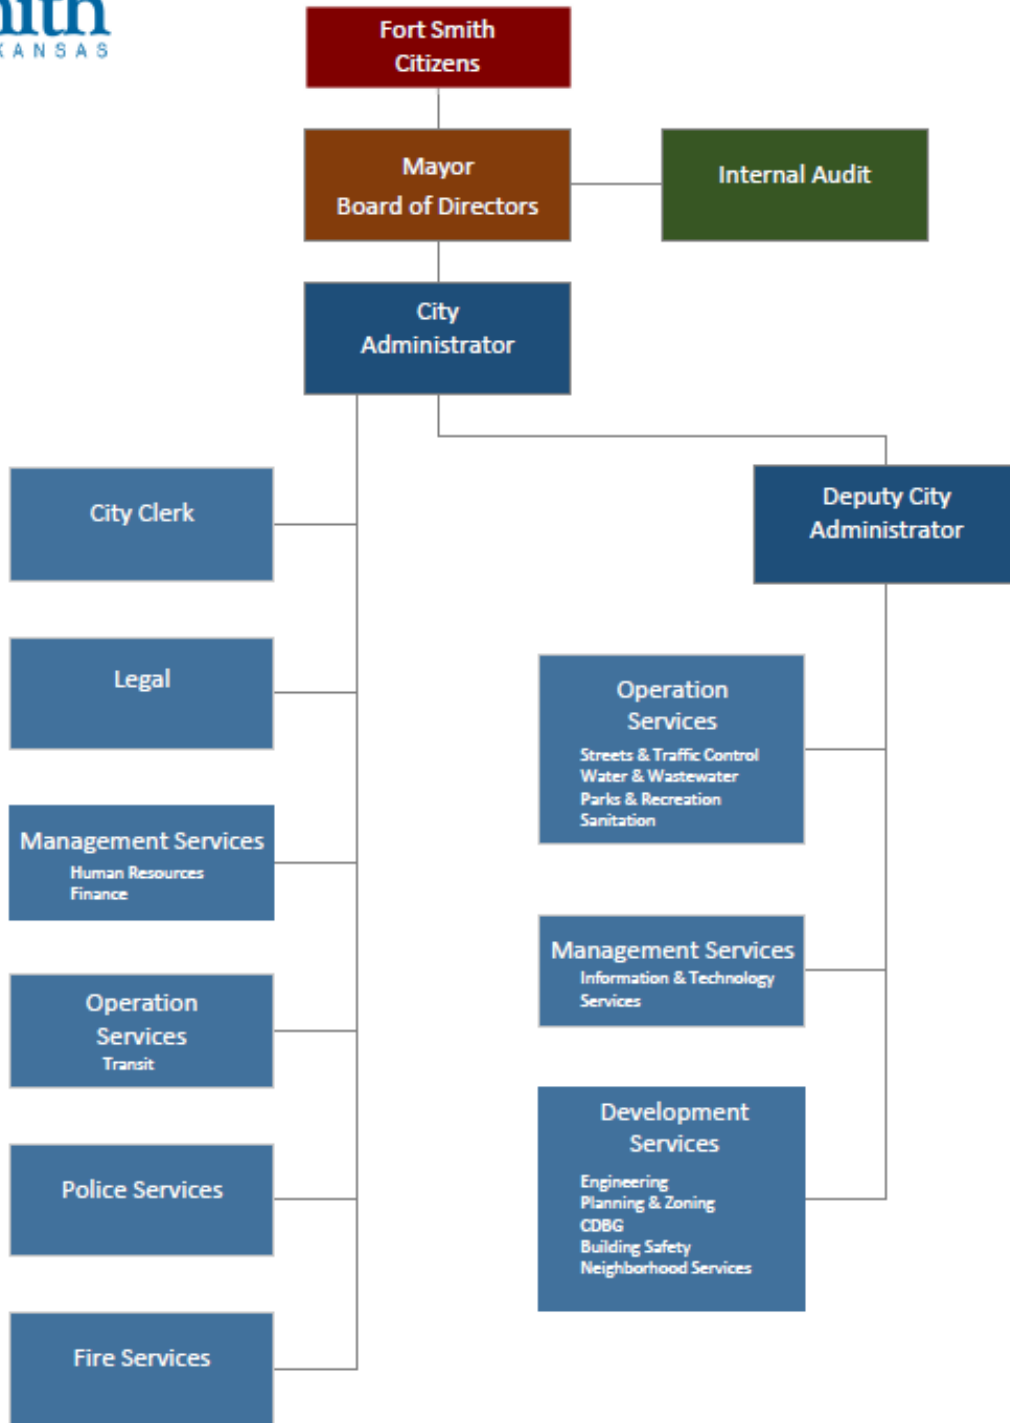 KANSAS
Fort Smith
Citizens
Mayor
Board of Directors
Internal Audit
City
Administrator
City Clerk
Deputy City
Administrator
Legal
Operation
Services
Streets & Traffic Control
Water & Wastewater
Parks & Recreation
Sanitation
Management Services
Human Resources
Finance
Management Services
Information & Technology
Services
Operation
Services
Transit
Development
Services
Engineering
Planning & Zoning
CDBG
Building Safety
Neighborhood Services
Police Services
Fire Services